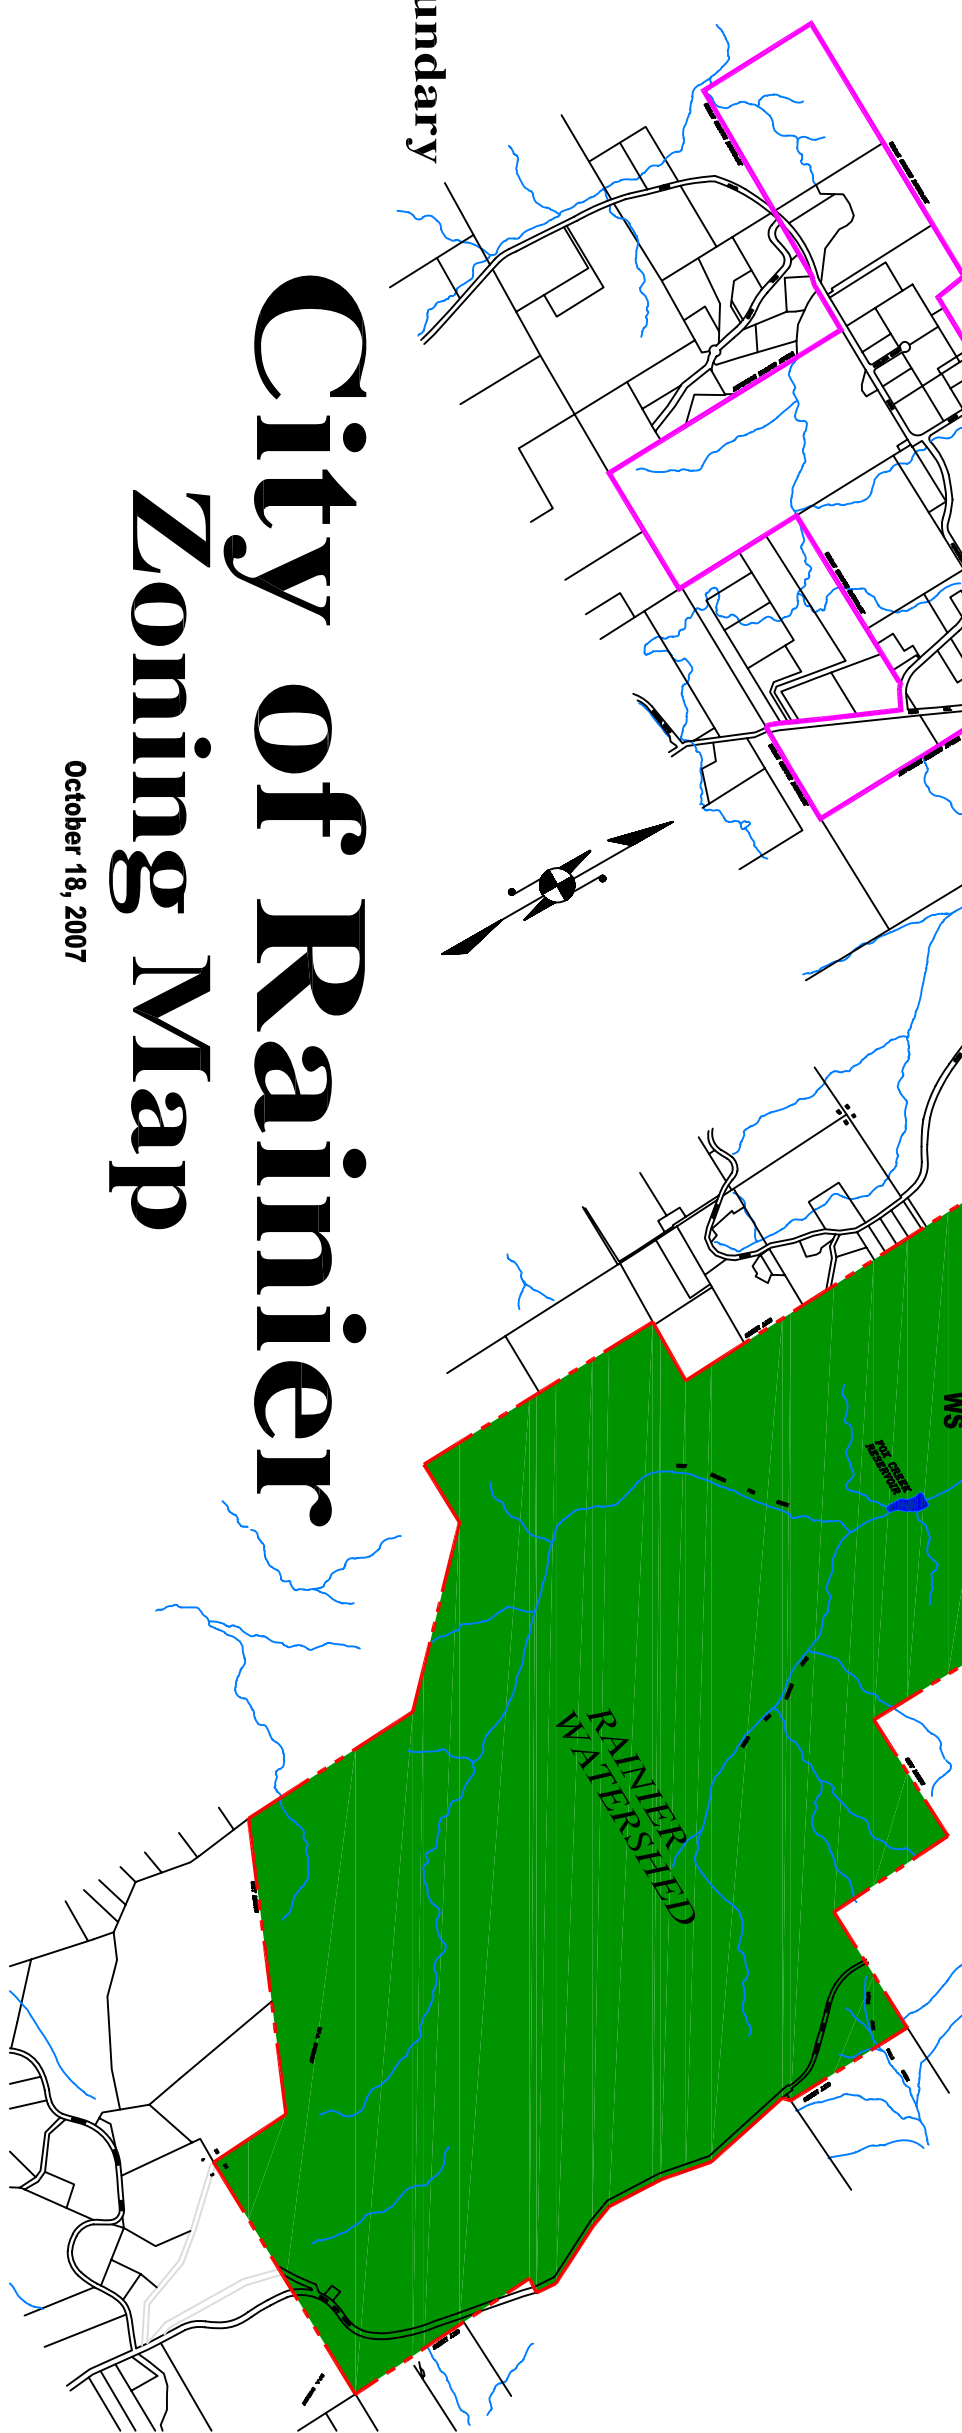 undary
City of Rainier
Zoning Map
October 18, 2007
WS
FOX CREEK
RESERVOIR
RAINIER
WATERSHED